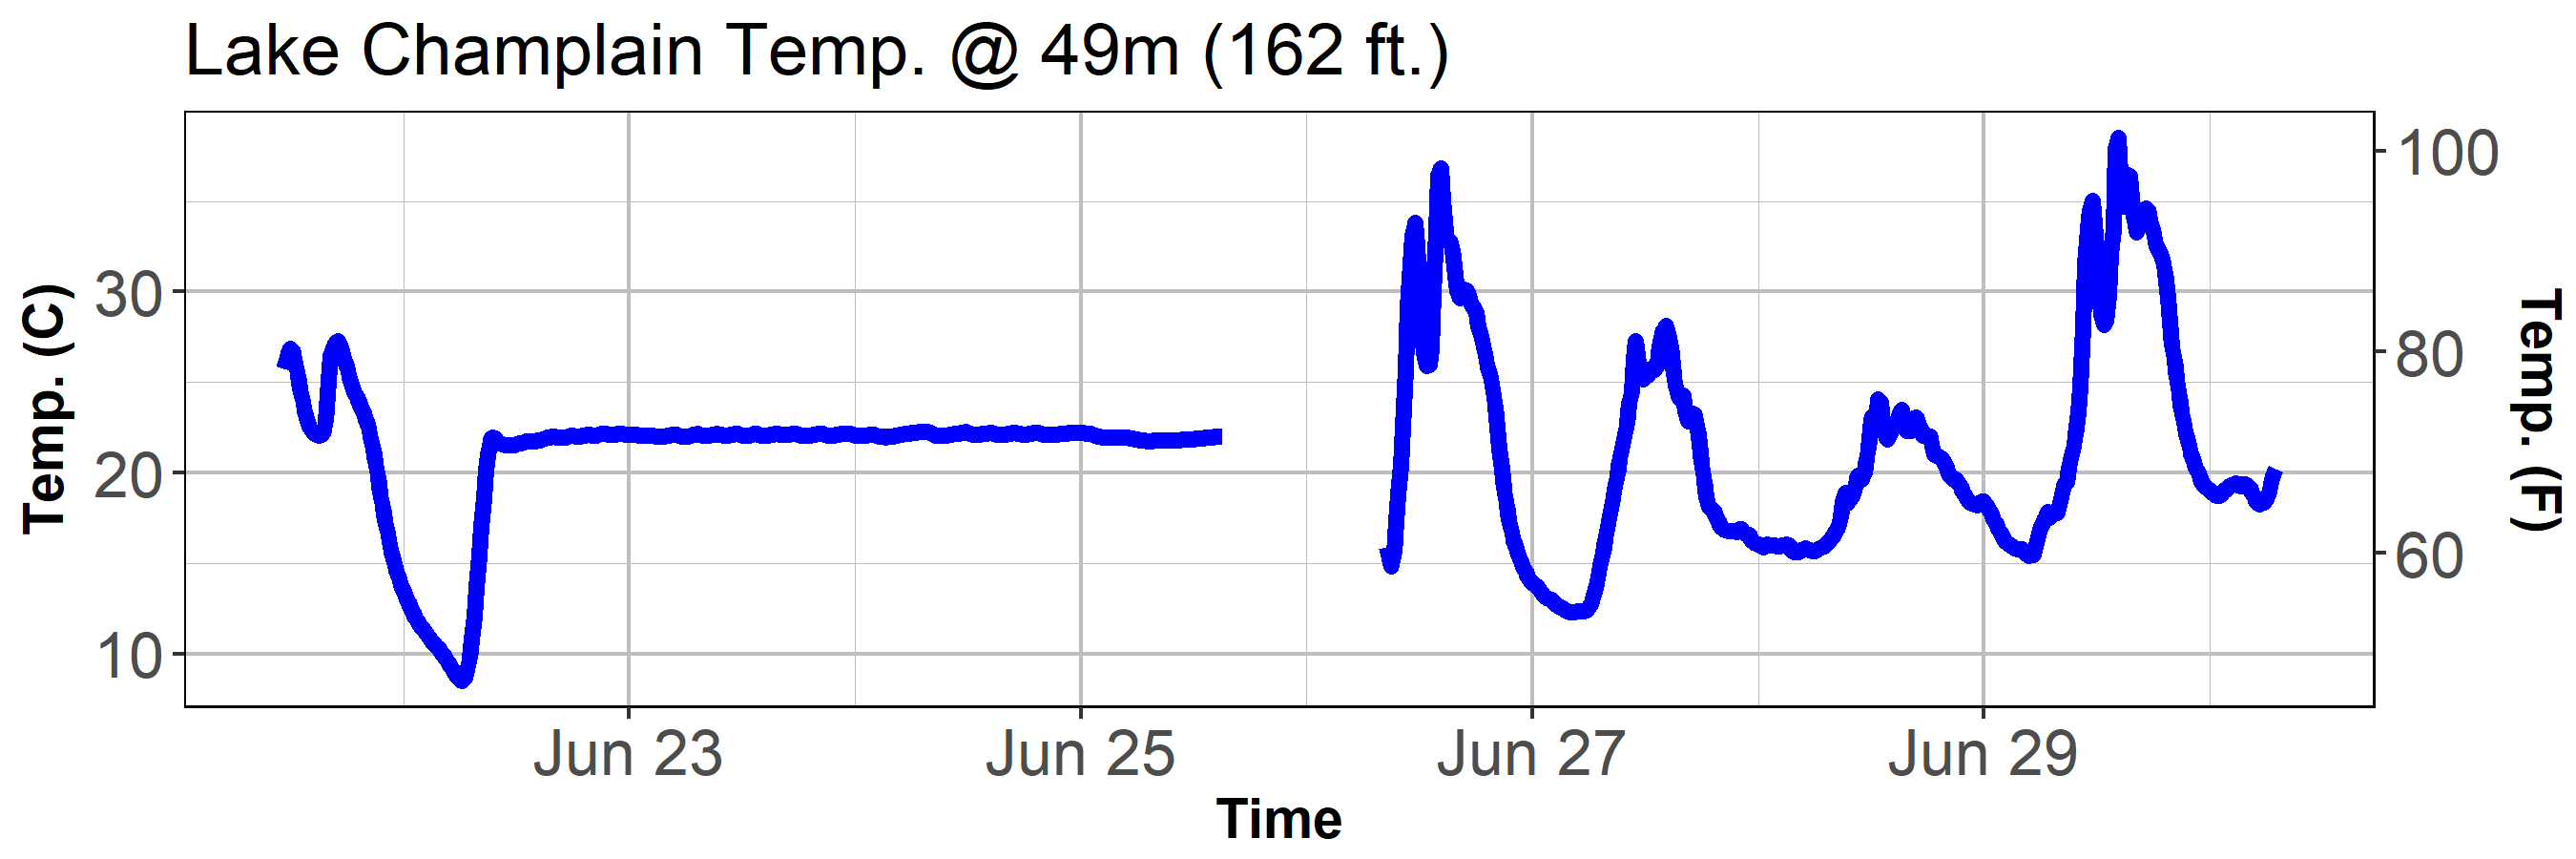 Lake Champlain Temp. @ 49m (162 ft.)
Temp. (C)
30
20
10
100
80
60
Temp. (F)
Jun 23
Jun 25
Jun 27
Jun 29
Time